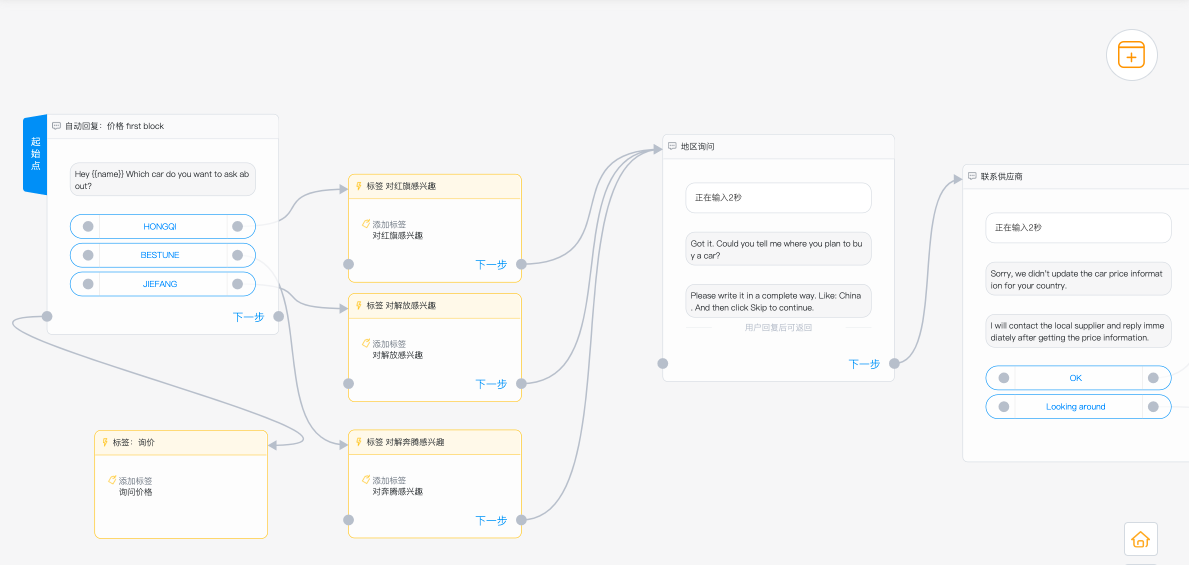 起始点
自动回复：价格 first block
Hey {{name}} Which car do you want to ask ab
out?
HONGQI
BESTUNE
JIEFANG
下一步
标签：询价
添加标签
询问价格
标签 对红旗感兴趣
添加标签
对红旗感兴趣
下一步
标签 对解放感兴趣
添加标签
对解放感兴趣
下一步
标签 对解奔腾感兴趣
添加标签
对奔腾感兴趣
下一步
地区询问
正在输入2秒
Got it. Could you tell me where you plan to bu
y a car?
Please write it in a complete way. Like: China
. And then click Skip to continue.
用户回复后可返回
下一步
联系供应商
正在输入2秒
Sorry, we didn't update the car price informat
ion for your country.
I will contact the local supplier and reply imme
diately after getting the price information.
OK
Looking around